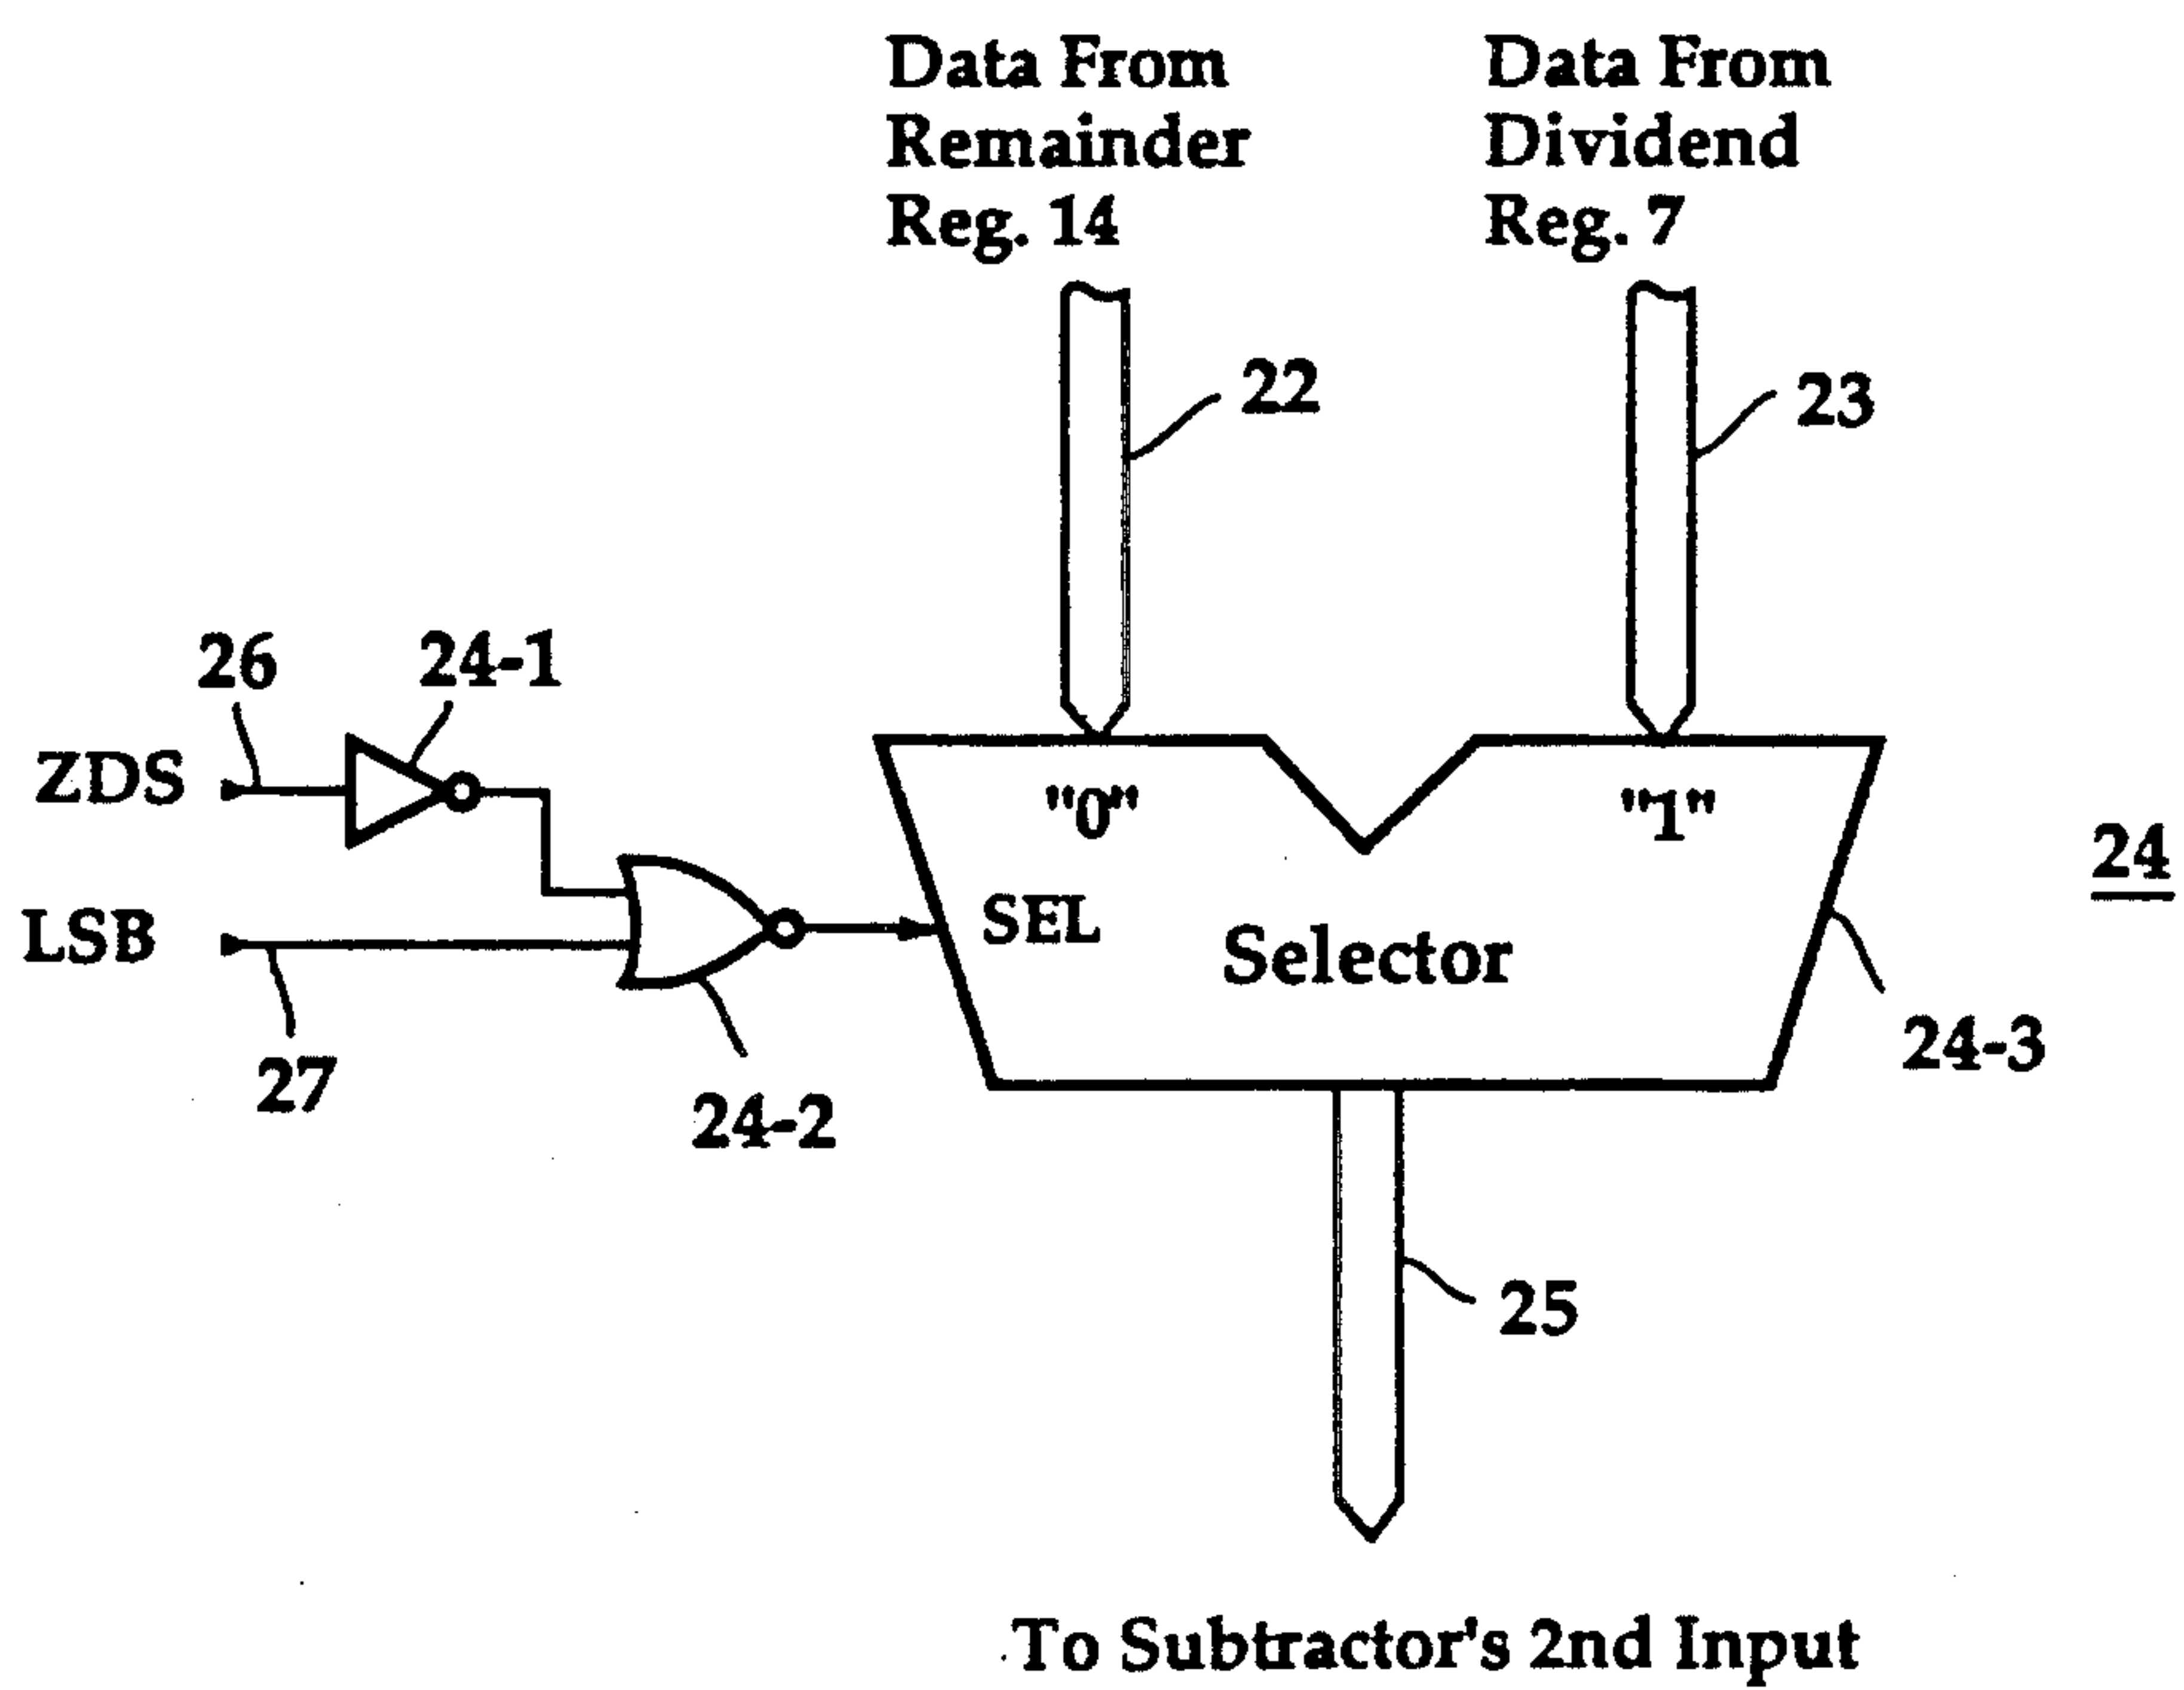 Data From
Remainder
Reg. 14
Data From
Dividend
Reg. 7
22
23
26
24-1
ZDS
"0"
"1"
24
LSB
SEL
Selector
27
24-2
24-3
25
To Subtractor's 2nd Input